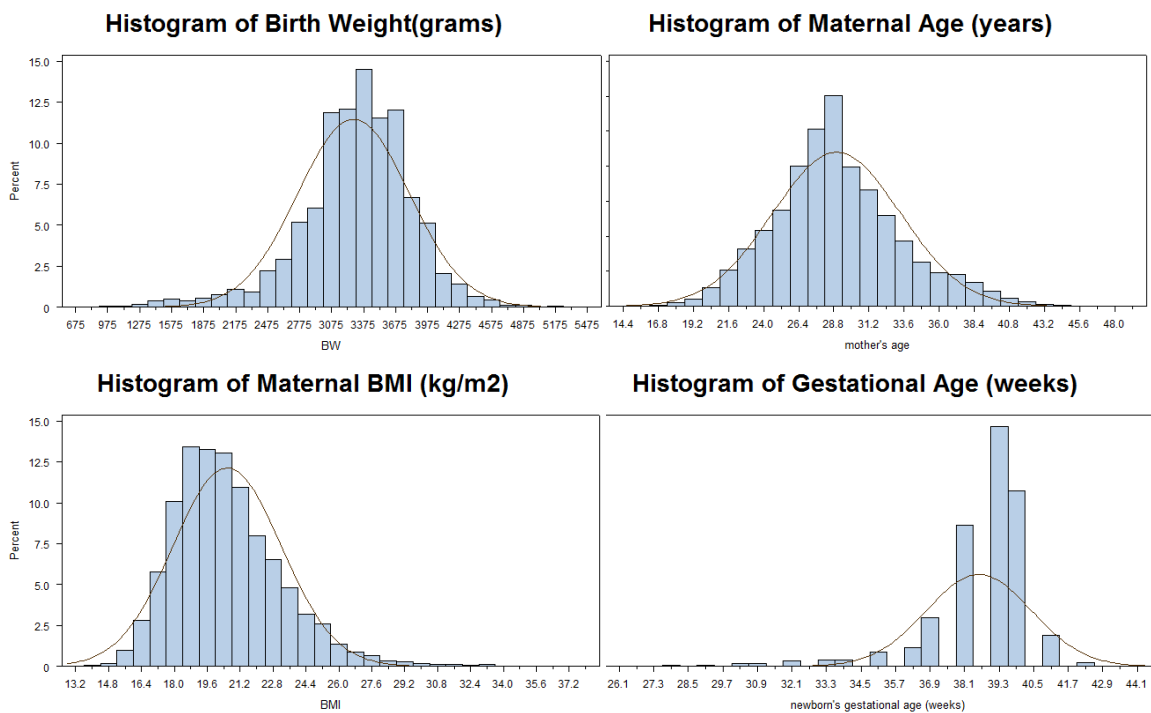 Histogram of Birth Weight(grams)
15.0
12.5
10.0
7.5
5.0
2.5
0
Percent
675 975 1275 1575 1875 2175 2475 2775 3075 3375 3675 3975 4275 4575 4875 5175 5475
BW
Histogram of Maternal Age (years)
14.4 16.8 19.2 21.6 24.0 26.4 28.8 31.2 33.6 36.0 40.8 43.2 45.6 48.0
mother's age
Histogram of Maternal BMI (kg/m2)
15.0
12.5
10.0
7.5
5.0
2.5
0
Percent
13.2 14.8 16.4 18.0 19.6 21.2 22.8 24.4 26.0 27.6 29.2 30.8 32.4 34.0 35.6 37.2
BMI
Histogram of Gestational Age (weeks)
26.1 27.3 28.5 29.7 30.9 32.1 33.3 34.5 35.7 36.9 38.1 39.3 40.5 41.7 42.9 44.1
newborn's gestational age (weeks)